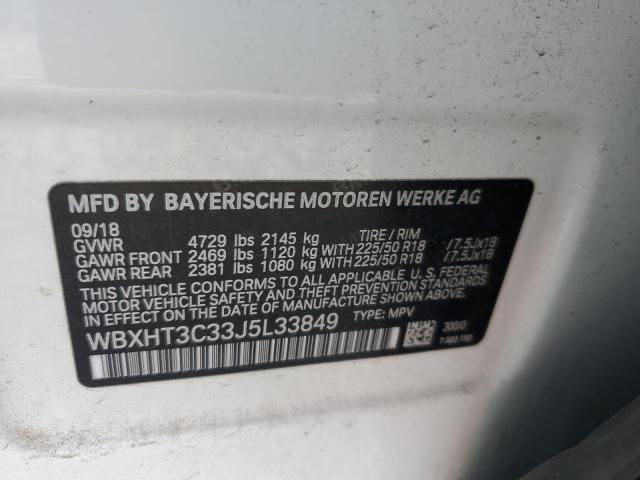 MFD BY BAYERISCHE MOTOREN WERKE AG
09/18
GVWR 4729 lbs 2145 kg TIRE / RIM
GAWR FRONT 2469 lbs 1120 kg WITH 225/50 R18 /7.5Jx18
GAWR REAR 2381 lbs 1080 kg WITH 225/50 R18 /7.5Jx18
THIS VEHICLE CONFORMS TO ALL APPLICABLE U.S. FEDERAL
MOTOR VEHICLE SAFETY, BUMPER, AND THEFT PREVENTION STANDARDS
IN EFFECT ON THE DATE OF MANUFACTURE SHOWN ABOVE.
WBXHT3C33J5L33849 TYPE: MPV
300/0